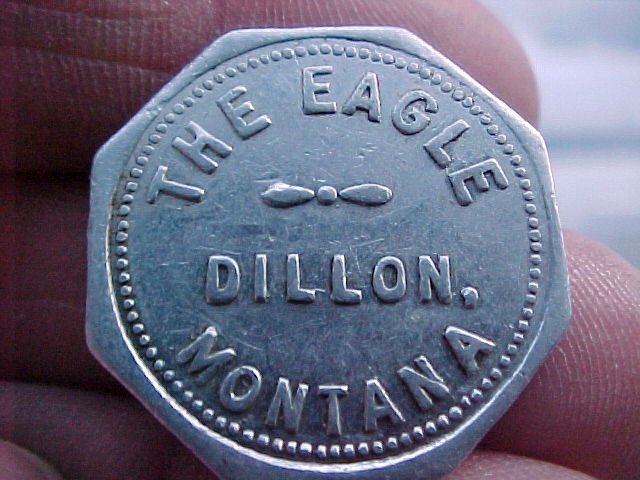 THE EAGLE
DILLON,
MONTANA